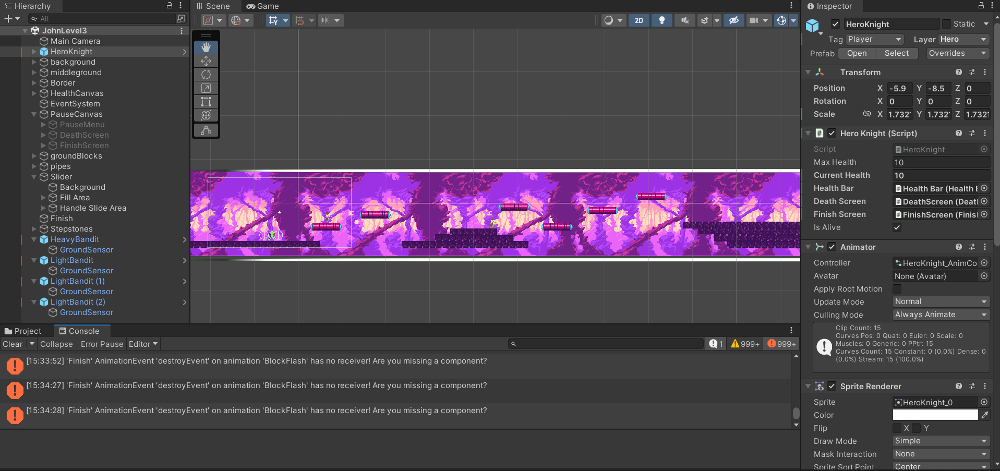 Hierarchy
All
JohnLevel3
Main Camera
HeroKnight
background
middleground
Border
HealthCanvas
EventSystem
PauseCanvas
PauseMenu
DeathScreen
FinishScreen
groundBlocks
pipes
Slider
Background
Fill Area
Handle Slide Area
Finish
Stepstones
HeavyBandit
GroundSensor
LightBandit
GroundSensor
LightBandit (1)
GroundSensor
LightBandit (2)
GroundSensor
Scene Game
2D
Project Console
Clear Collapse Error Pause Editor 1 999+ 999+
[15:33:52] 'Finish' AnimationEvent 'destroyEvent' on animation 'BlockFlash' has no receiver! Are you missing a component?
[15:34:27] 'Finish' AnimationEvent 'destroyEvent' on animation 'BlockFlash' has no receiver! Are you missing a component?
[15:34:28] 'Finish' AnimationEvent 'destroyEvent' on animation 'BlockFlash' has no receiver! Are you missing a component?
Inspector
HeroKnight Static
Tag Player Layer Hero
Prefab Open Select Overrides
Transform
Position X -5.9 Y -8.5 Z 0
Rotation X 0 Y 0 Z 0
Scale X 1.732 Y 1.732 Z 1.7321
Hero Knight (Script)
Script HeroKnight
Max Health 10
Current Health 10
Health Bar Health Bar (Health
Death Screen DeathScreen (Deat
Finish Screen FinishScreen (Finis
Is Alive
Animator
Controller HeroKnight_AnimCo
Avatar None (Avatar)
Apply Root Motion
Update Mode Normal
Culling Mode Always Animate
Clip Count: 15
Curves Pos: 0 Quat: 0 Euler: 0 Scale: 0
Muscles: 0 Generic: 0 PPtr: 15
Curves Count: 15 Constant: 0 (0.0%) Dense: 0
(0.0%) Stream: 15 (100.0%)
Sprite Renderer
Sprite HeroKnight_0
Color
Flip X Y
Draw Mode Simple
Mask Interaction None
Sprite Sort Point Center